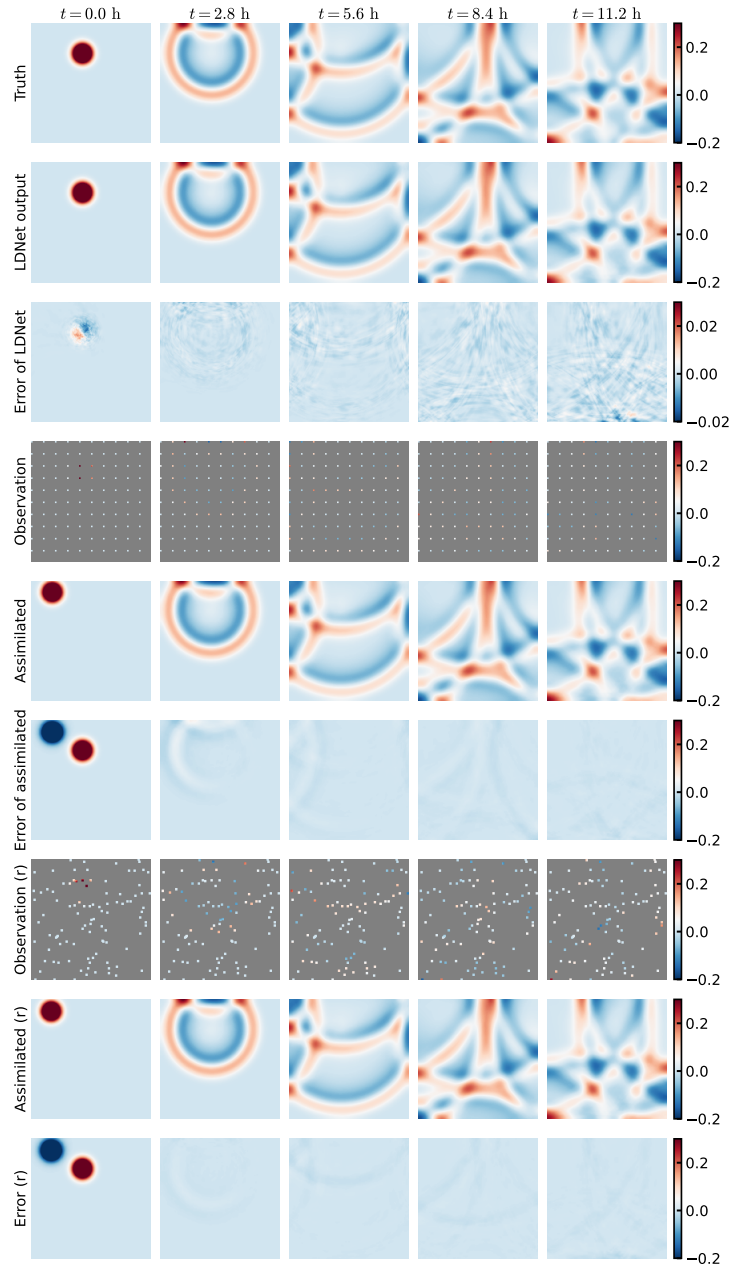 t = 0.0 h t = 2.8 h t = 5.6 h t = 8.4 h t = 11.2 h
Truth
0.2
0.0
−0.2
LDNet output
0.2
0.0
−0.2
Error of LDNet
0.02
0.00
−0.02
Observation
0.2
0.0
−0.2
Assimilated
0.2
0.0
−0.2
Error of assimilated
0.2
0.0
−0.2
Observation (r)
0.2
0.0
−0.2
Assimilated (r)
0.2
0.0
−0.2
Error (r)
0.2
0.0
−0.2